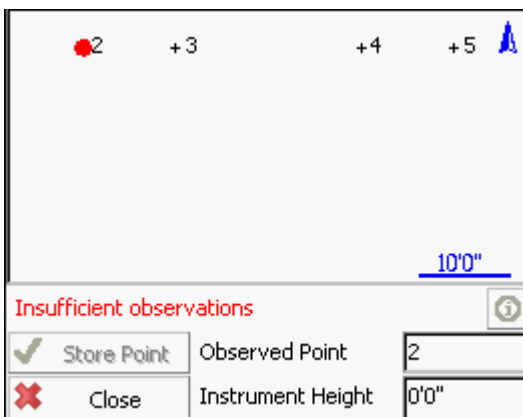 2 +3 +4 +5
10'0"
Insufficient observations
Store Point Observed Point 2
Close Instrument Height 0'0"